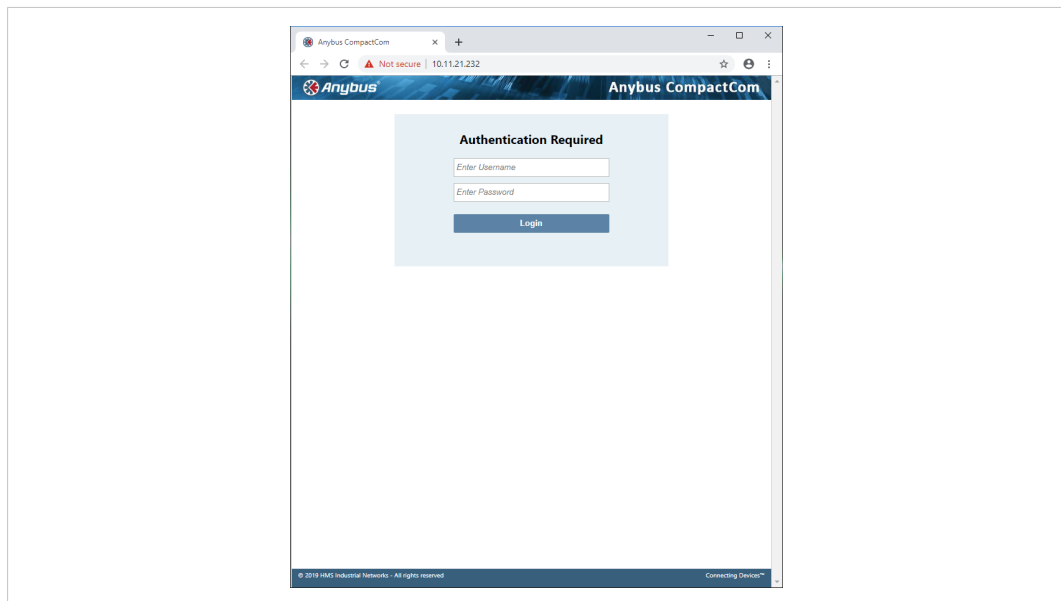 Anybus CompactCom
Not secure | 10.11.21.232
Anybus®
Anybus CompactCom
Authentication Required
Enter Username
Enter Password
Login
© 2019 HMS Industrial Networks - All rights reserved
Connecting Devices™